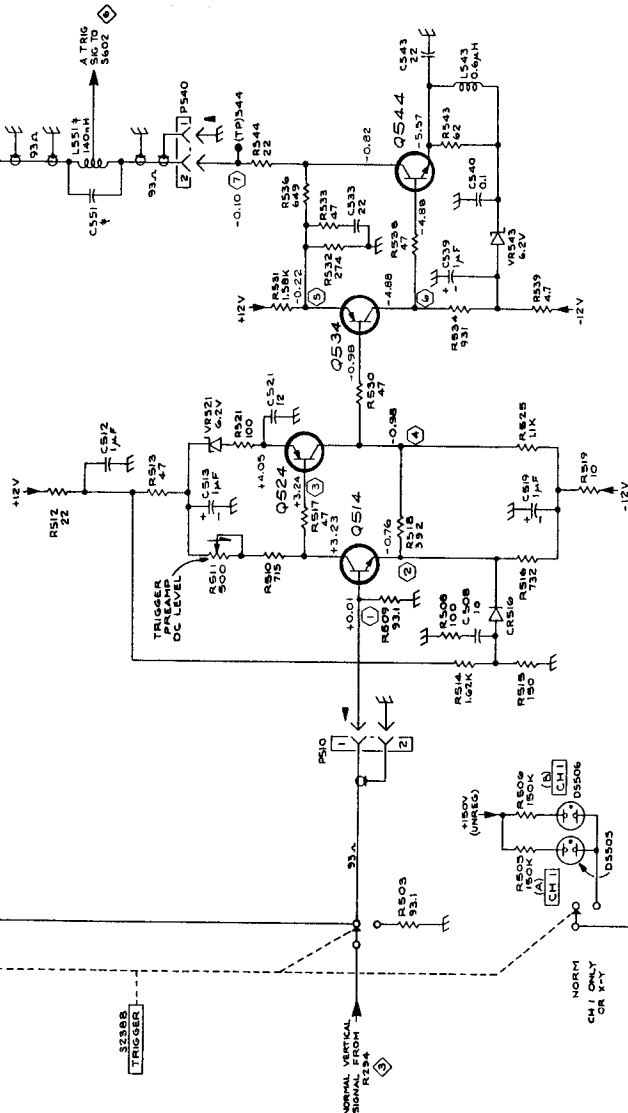 S238B
TRIGGER
NORMAL VERTICAL
SIGNAL FROM
R294
3
NORM
CH 1 ONLY
OR X-Y
R503
93.1
93Ω
R505
150K
(A)
CH 1
DS505
+150V
(UNREG)
R506
150K
(B)
CH 1
DS506
P510
1
2
TRIGGER
PREAMP
DC LEVEL
+12V
R512
22
C512
1µF
R513
47
R511
500
C513
1µF
+
VR521
6.2V
R521
100
C521
12
R510
715
+4.05
Q524
+3.24
3
R517
47
+3.23
Q514
+0.01
1
R509
93.1
-0.76
2
R518
392
-0.98
4
R508
100
C508
10
CR516
R514
1.62K
R515
150
R516
732
C519
1µF
+
R525
1.1K
R519
10
-12V
R530
47
-0.98
Q534
+12V
R531
1.58K
-0.22
5
R532
274
R533
47
C533
22
R536
649
-4.88
6
R534
931
R538
47
-4.88
C539
1µF
+
-
R539
4.7
-12V
VR543
6.2V
C540
0.1
R543
62
L543
0.6µH
C543
22
-5.57
Q544
-0.82
R544
22
(TP)544
-0.10
7
P540
1
2
93Ω
C551
*
L551*
140nH
93Ω
A TRIG
SIG TO
S602
6